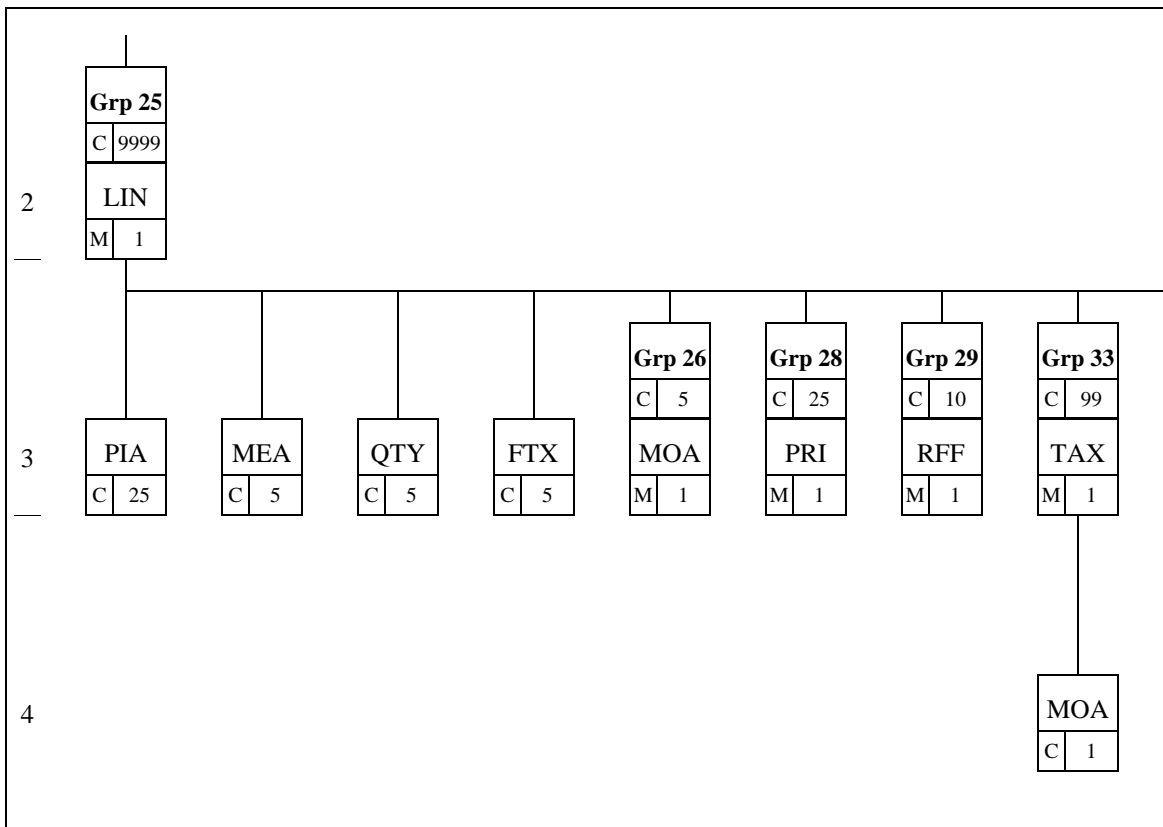 Grp 25
C 9999
2 LIN
M 1
Grp 26 Grp 28 Grp 29 Grp 33
C 5 C 25 C 10 C 99
3 PIA MEA QTY FTX MOA PRI RFF TAX
C 25 C 5 C 5 C 5 M 1 M 1 M 1 M 1
4 MOA
C 1